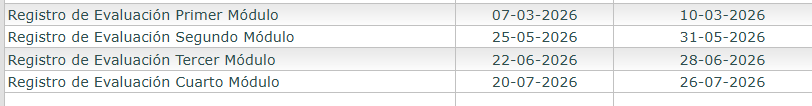 Registro de Evaluación Primer Módulo 07-03-2026 10-03-2026
Registro de Evaluación Segundo Módulo 25-05-2026 31-05-2026
Registro de Evaluación Tercer Módulo 22-06-2026 28-06-2026
Registro de Evaluación Cuarto Módulo 20-07-2026 26-07-2026